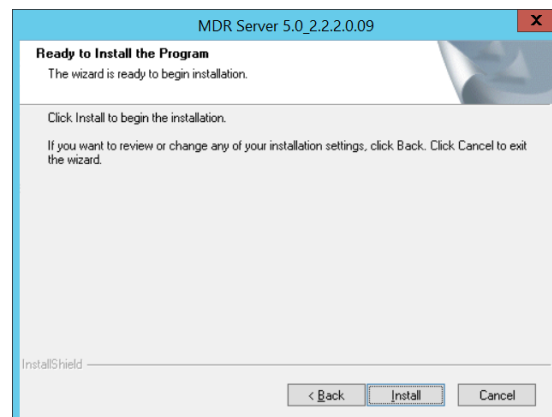 MDR Server 5.0_2.2.2.0.09
x
Ready to Install the Program
The wizard is ready to begin installation.
Click Install to begin the installation.
If you want to review or change any of your installation settings, click Back. Click Cancel to exit
the wizard.
InstallShield
< Back Install Cancel